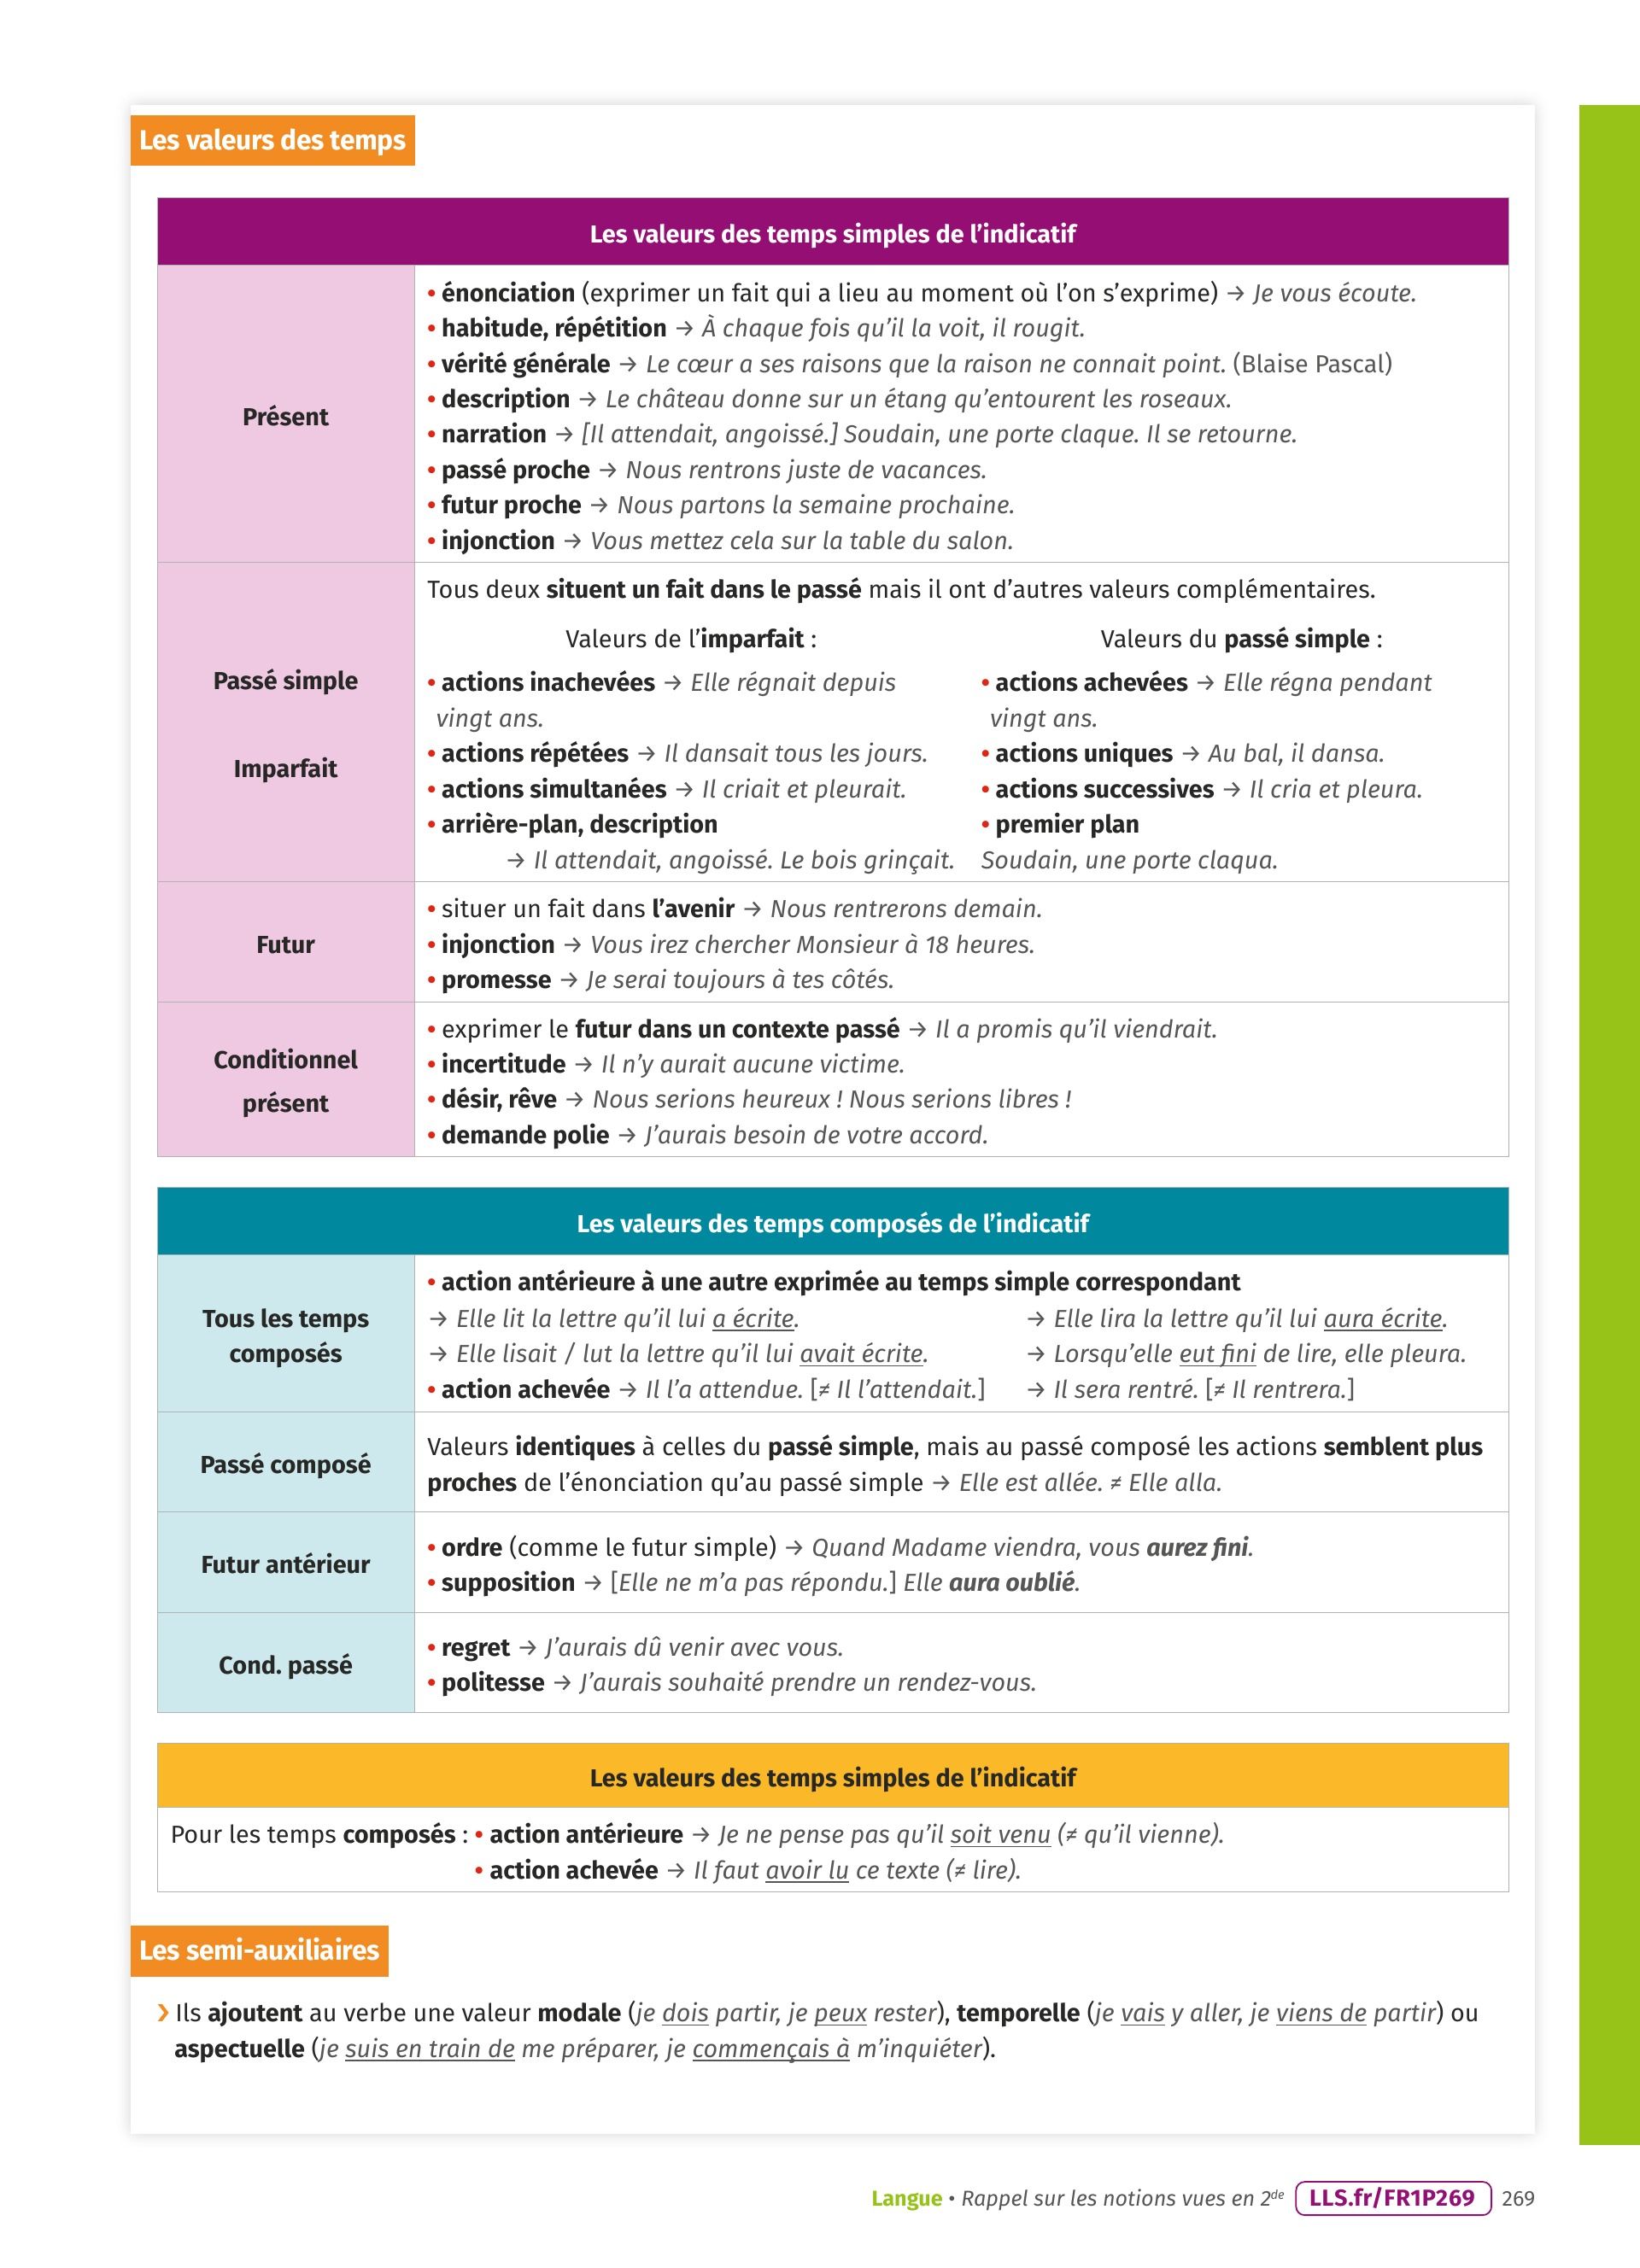 Les valeurs des temps
Les valeurs des temps simples de l’indicatif
Présent
• énonciation (exprimer un fait qui a lieu au moment où l’on s’exprime) → Je vous écoute.
• habitude, répétition → À chaque fois qu’il la voit, il rougit.
• vérité générale → Le cœur a ses raisons que la raison ne connait point. (Blaise Pascal)
• description → Le château donne sur un étang qu’entourent les roseaux.
• narration → [Il attendait, angoissé.] Soudain, une porte claque. Il se retourne.
• passé proche → Nous rentrons juste de vacances.
• futur proche → Nous partons la semaine prochaine.
• injonction → Vous mettez cela sur la table du salon.
Passé simple
Imparfait
Tous deux situent un fait dans le passé mais il ont d’autres valeurs complémentaires.
Valeurs de l’imparfait :
• actions inachevées → Elle régnait depuis
vingt ans.
• actions répétées → Il dansait tous les jours.
• actions simultanées → Il criait et pleurait.
• arrière-plan, description
→ Il attendait, angoissé. Le bois grinçait.
Valeurs du passé simple :
• actions achevées → Elle régna pendant
vingt ans.
• actions uniques → Au bal, il dansa.
• actions successives → Il cria et pleura.
• premier plan
Soudain, une porte claqua.
Futur
• situer un fait dans l’avenir → Nous rentrerons demain.
• injonction → Vous irez chercher Monsieur à 18 heures.
• promesse → Je serai toujours à tes côtés.
Conditionnel
présent
• exprimer le futur dans un contexte passé → Il a promis qu’il viendrait.
• incertitude → Il n’y aurait aucune victime.
• désir, rêve → Nous serions heureux ! Nous serions libres !
• demande polie → J’aurais besoin de votre accord.
Les valeurs des temps composés de l’indicatif
Tous les temps
composés
• action antérieure à une autre exprimée au temps simple correspondant
→ Elle lit la lettre qu’il lui a écrite. → Elle lira la lettre qu’il lui aura écrite.
→ Elle lisait / lut la lettre qu’il lui avait écrite. → Lorsqu’elle eut fini de lire, elle pleura.
• action achevée → Il l’a attendue. [≠ Il l’attendait.] → Il sera rentré. [≠ Il rentrera.]
Passé composé
Valeurs identiques à celles du passé simple, mais au passé composé les actions semblent plus
proches de l’énonciation qu’au passé simple → Elle est allée. ≠ Elle alla.
Futur antérieur
• ordre (comme le futur simple) → Quand Madame viendra, vous aurez fini.
• supposition → [Elle ne m’a pas répondu.] Elle aura oublié.
Cond. passé
• regret → J’aurais dû venir avec vous.
• politesse → J’aurais souhaité prendre un rendez-vous.
Les valeurs des temps simples de l’indicatif
Pour les temps composés : • action antérieure → Je ne pense pas qu’il soit venu (≠ qu’il vienne).
• action achevée → Il faut avoir lu ce texte (≠ lire).
Les semi-auxiliaires
› Ils ajoutent au verbe une valeur modale (je dois partir, je peux rester), temporelle (je vais y aller, je viens de partir) ou
aspectuelle (je suis en train de me préparer, je commençais à m’inquiéter).
Langue • Rappel sur les notions vues en 2de LLS.fr/FR1P269 269